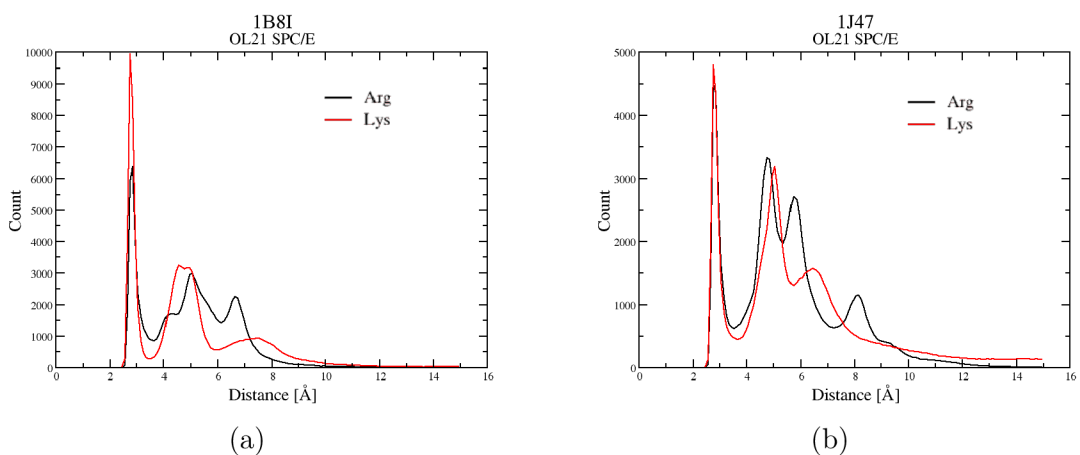 1B8I
OL21 SPC/E
10000
9000
8000
7000
6000
5000
4000
3000
2000
1000
0
Count
Arg
Lys
0 2 4 6 8 10 12 14 16
Distance [Å]
(a)
1J47
OL21 SPC/E
5000
4000
3000
2000
1000
0
Count
Arg
Lys
0 2 4 6 8 10 12 14 16
Distance [Å]
(b)